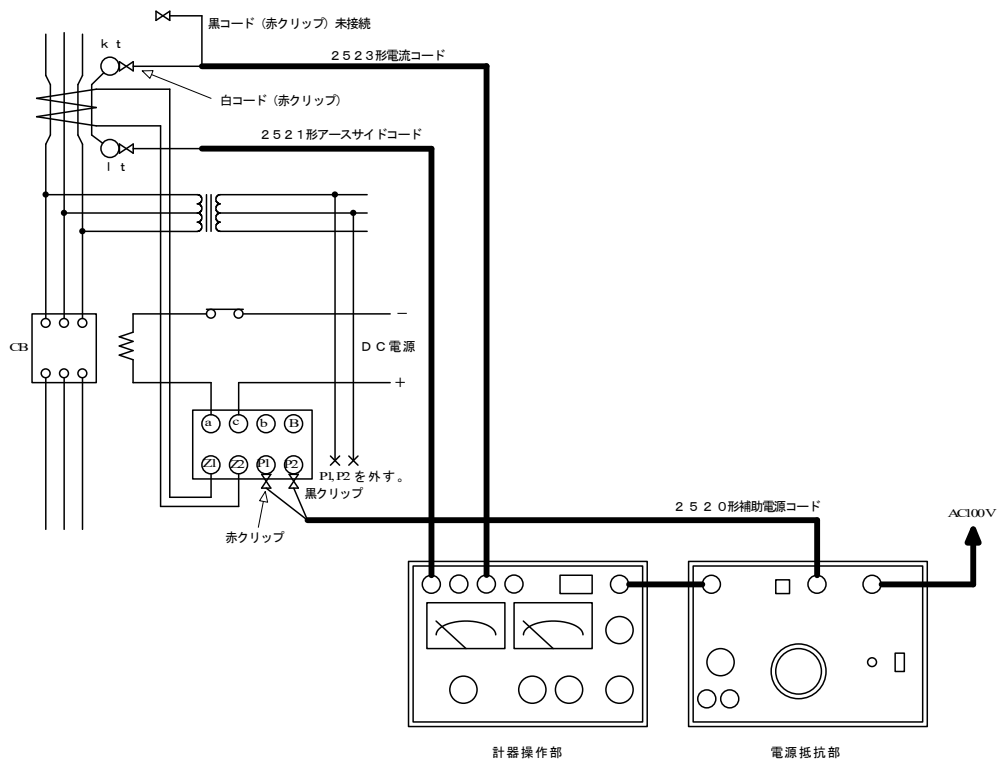 黒コード（赤クリップ）未接続
k t
２５２３形電流コード
白コード（赤クリップ）
２５２１形アースサイドコード
l t
－
CB
ＤＣ電源
＋
a c b B
Z1 Z2 P1 P2
P1,P2 を外す。
黒クリップ
赤クリップ
２５２０形補助電源コード
AC100V
計器操作部
電源抵抗部